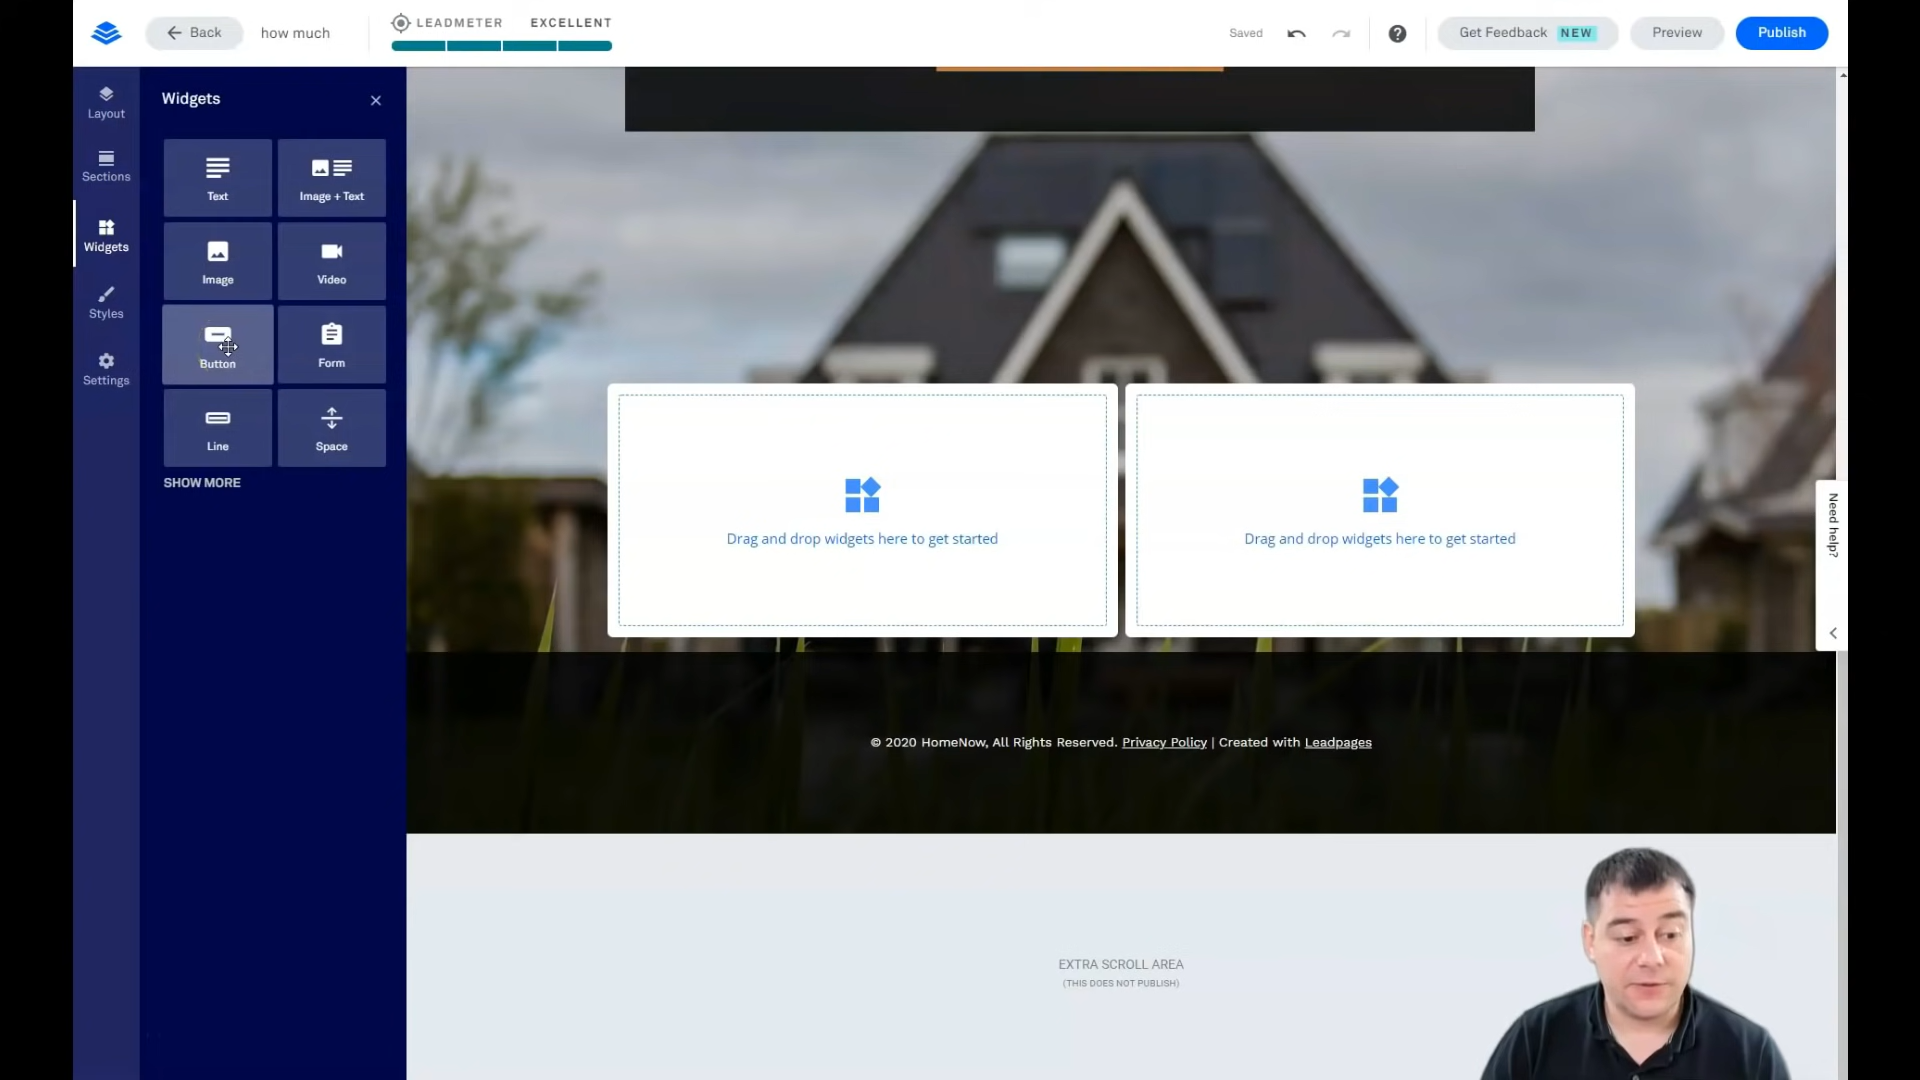 Back
how much
LEADMETER EXCELLENT
Saved
Get Feedback NEW
Preview
Publish
Layout
Sections
Widgets
Styles
Settings
Widgets
Text
Image + Text
Image
Video
Button
Form
Line
Space
SHOW MORE
Drag and drop widgets here to get started
Drag and drop widgets here to get started
Need help?
© 2020 HomeNow, All Rights Reserved. Privacy Policy | Created with Leadpages
EXTRA SCROLL AREA
(THIS DOES NOT PUBLISH)